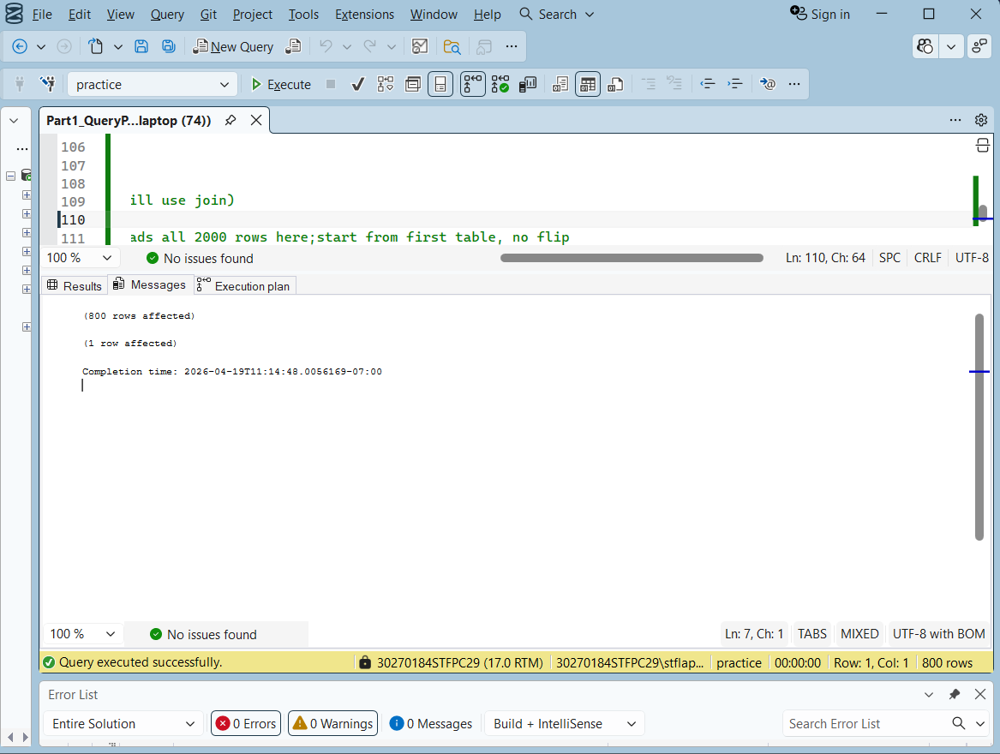 File Edit View Query Git Project Tools Extensions Window Help Search Sign in
New Query
practice Execute
Part1_QueryP...laptop (74))
106
107
108
109 ill use join)
110
111 ads all 2000 rows here;start from first table, no flip
100 % No issues found Ln: 110, Ch: 64 SPC CRLF UTF-8
Results Messages Execution plan
(800 rows affected)
(1 row affected)
Completion time: 2026-04-19T11:14:48.0056169-07:00
100 % No issues found Ln: 7, Ch: 1 TABS MIXED UTF-8 with BOM
Query executed successfully. 30270184STFPC29 (17.0 RTM) 30270184STFPC29\stflap... practice 00:00:00 Row: 1, Col: 1 800 rows
Error List
Entire Solution 0 Errors 0 Warnings 0 Messages Build + IntelliSense Search Error List